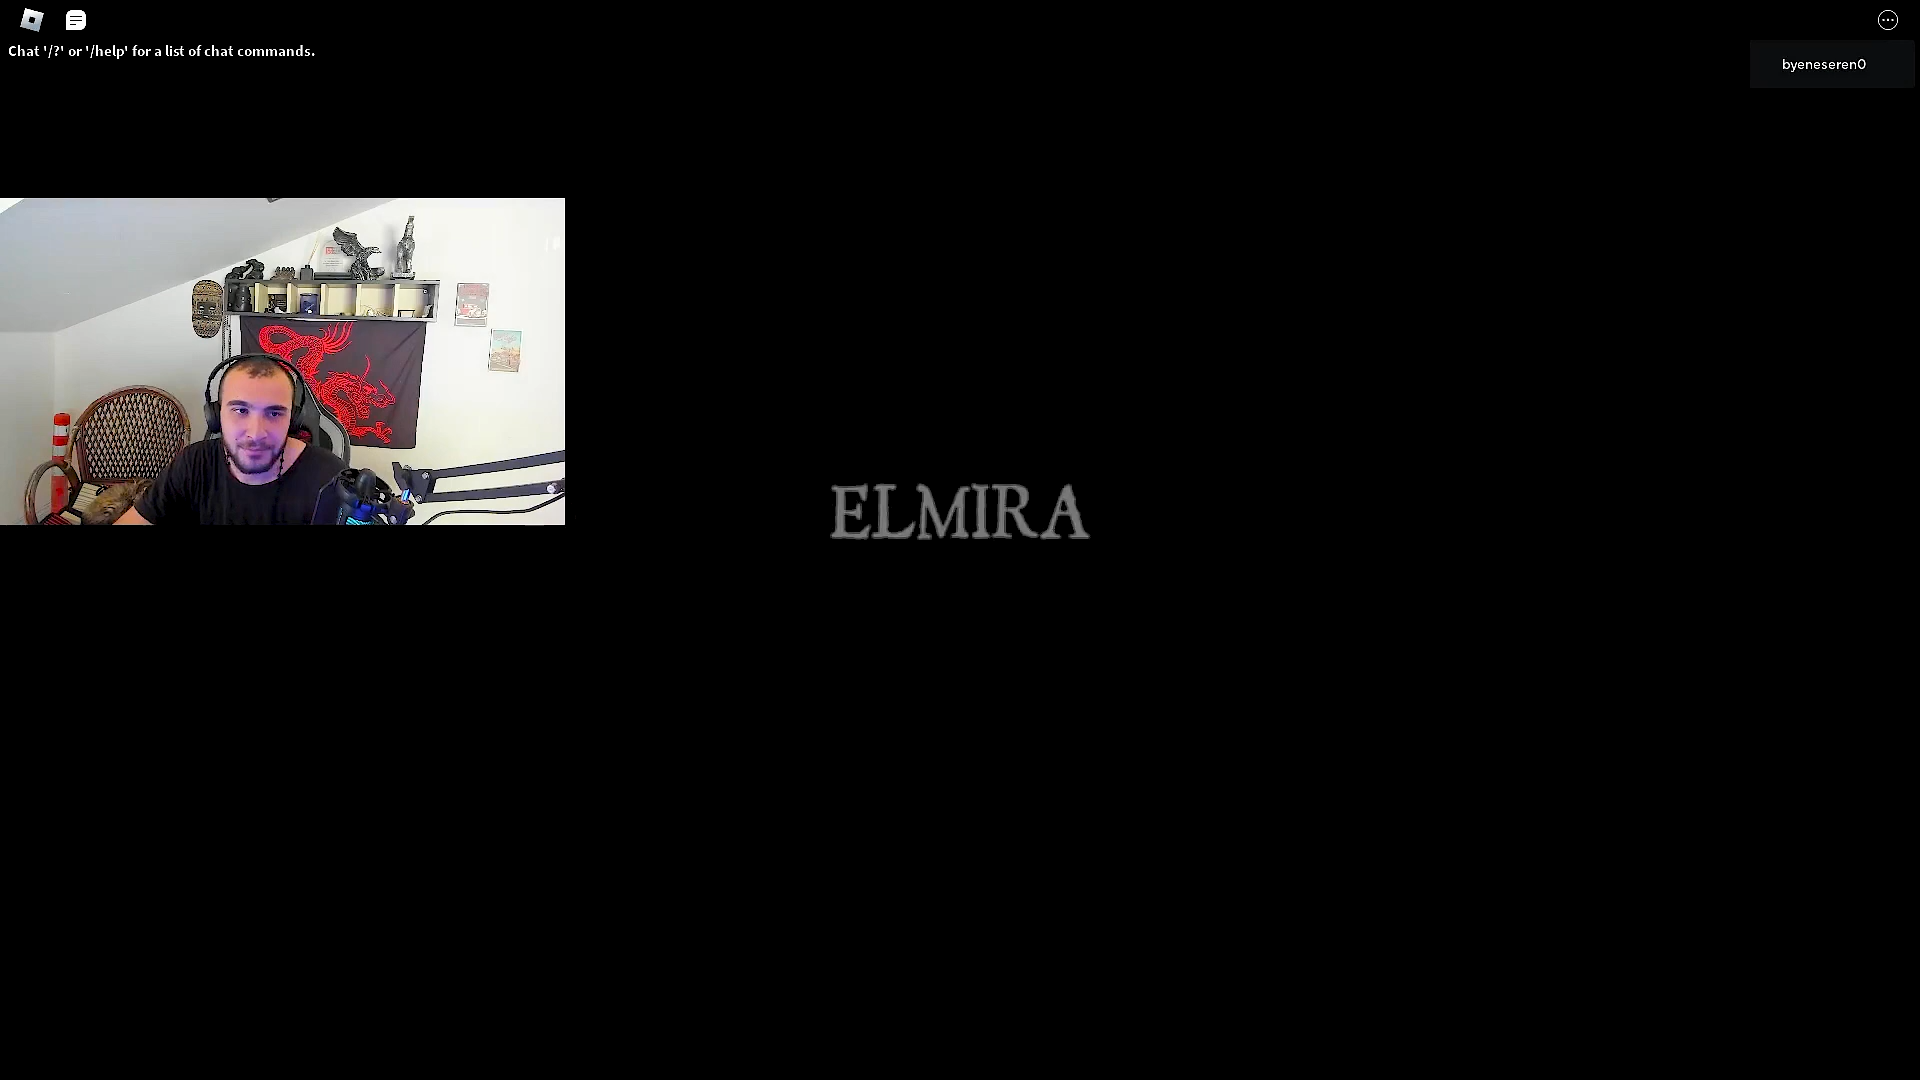 Chat '/?' or '/help' for a list of chat commands.
byeneseren0
ELMIRA